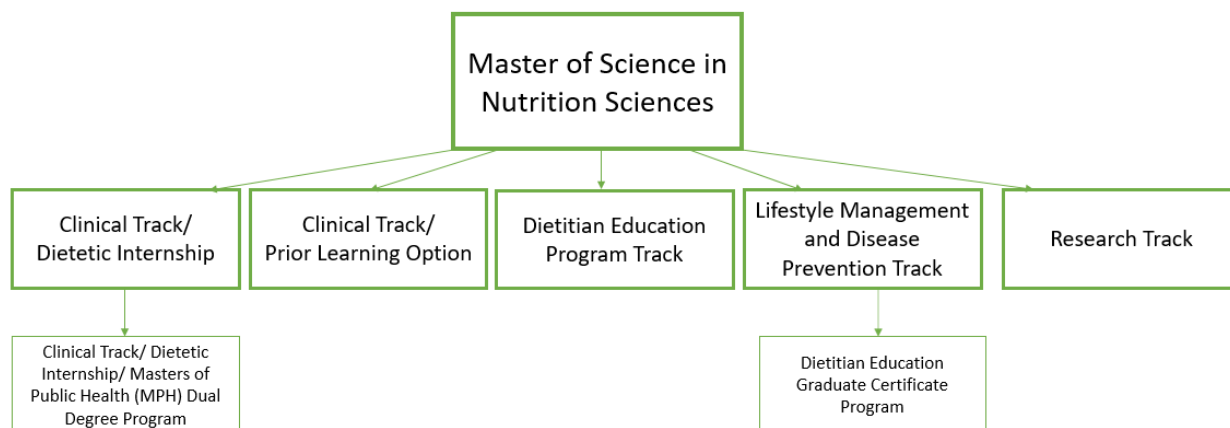 Master of Science in
Nutrition Sciences
Clinical Track/
Dietetic Internship
Clinical Track/
Prior Learning Option
Dietitian Education
Program Track
Lifestyle Management
and Disease
Prevention Track
Research Track
Clinical Track/ Dietetic
Internship/ Masters of
Public Health (MPH) Dual
Degree Program
Dietitian Education
Graduate Certificate
Program